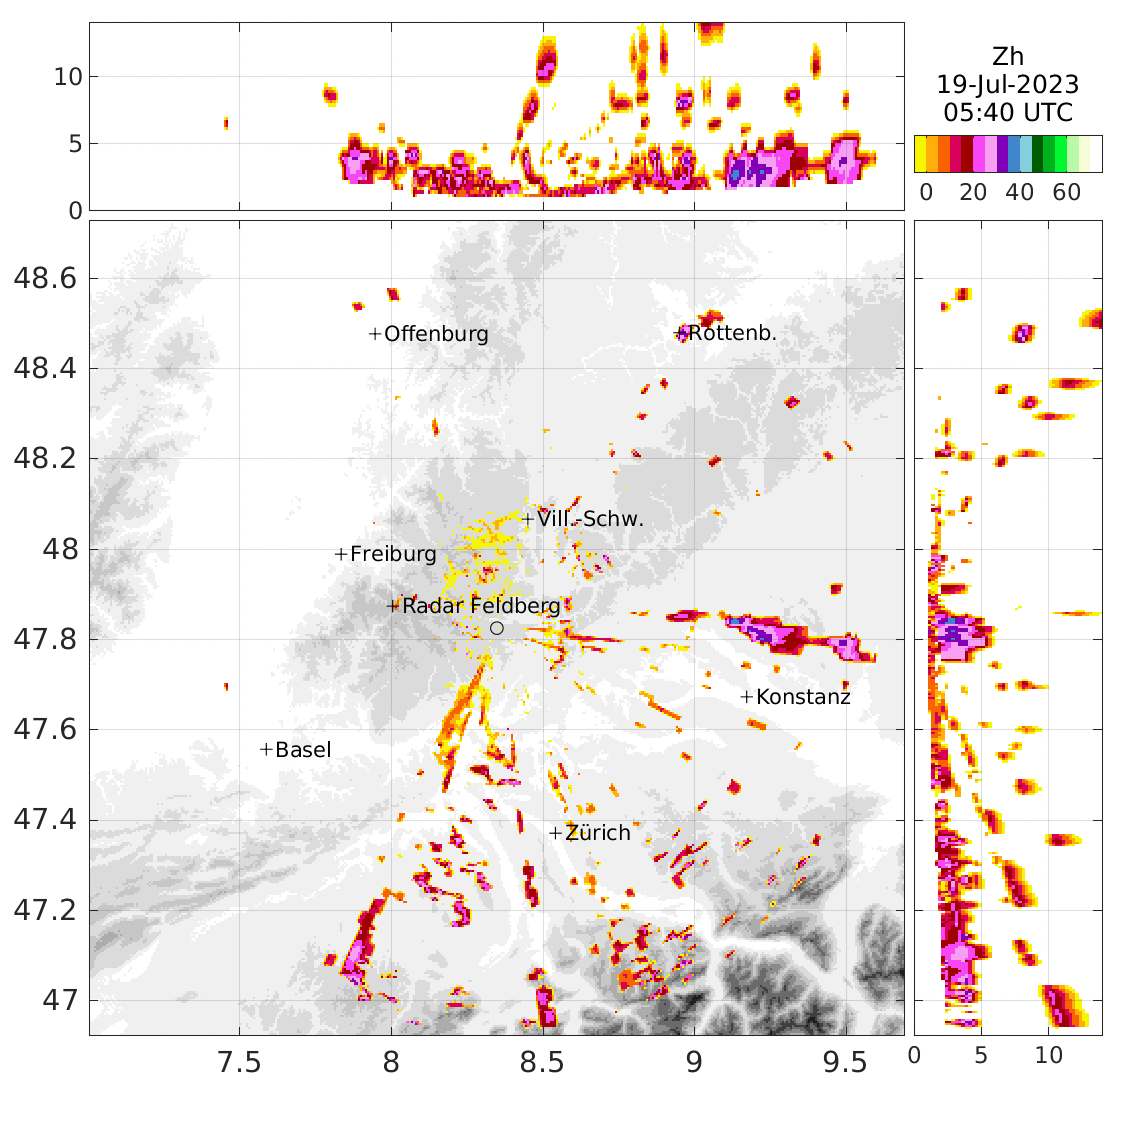 10
5
0
Zh
19-Jul-2023
05:40 UTC
0 20 40 60
48.6
48.4
48.2
48
47.8
47.6
47.4
47.2
47
+Offenburg
+Rottenb.
+Vill.-Schw.
+Freiburg
+Radar Feldberg
+Konstanz
+Basel
+Zürich
7.5 8 8.5 9 9.5
0 5 10